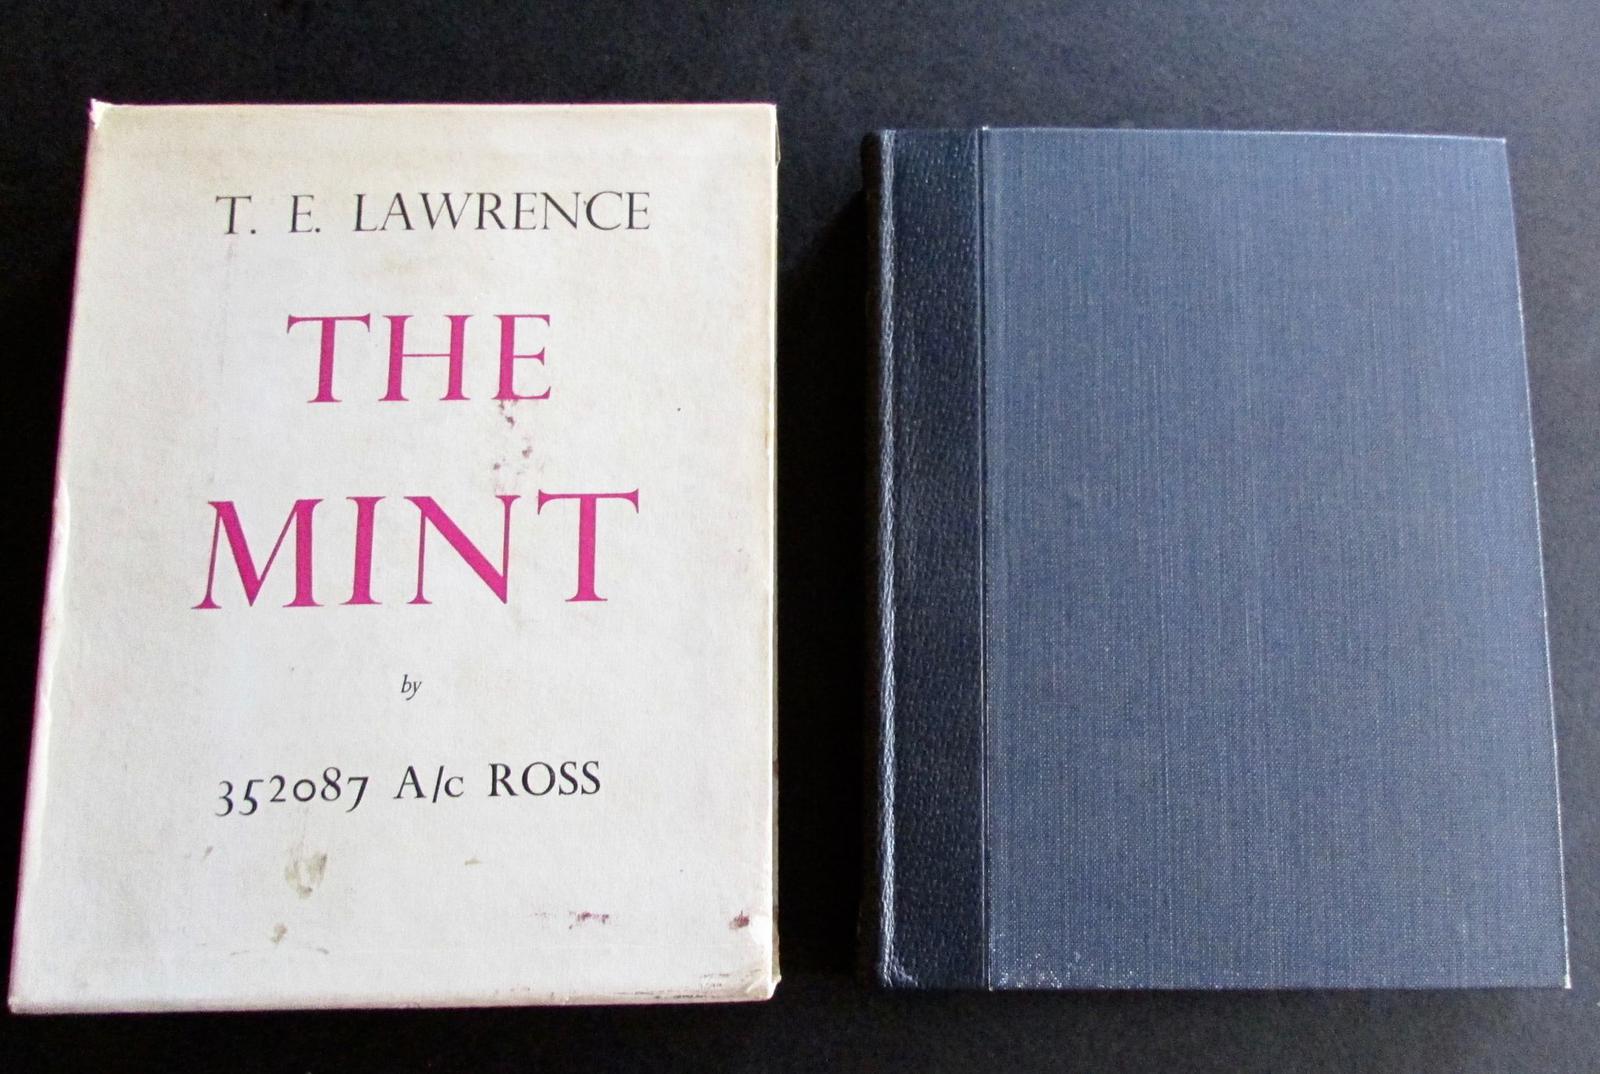 T. E. LAWRENCE
THE
MINT
by
352087 A/c ROSS